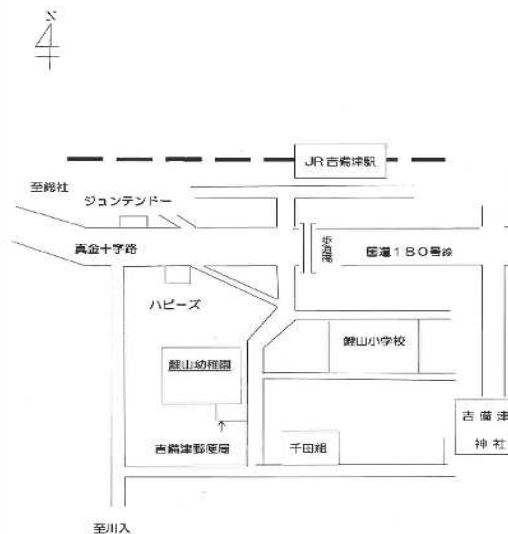 N
JR吉備津駅
至総社
ジュンテンドー
真金十字路
歩道橋
国道180号線
ハピーズ
鯉山小学校
鯉山幼稚園
吉備津
神社
吉備津郵便局
千田組
至川入